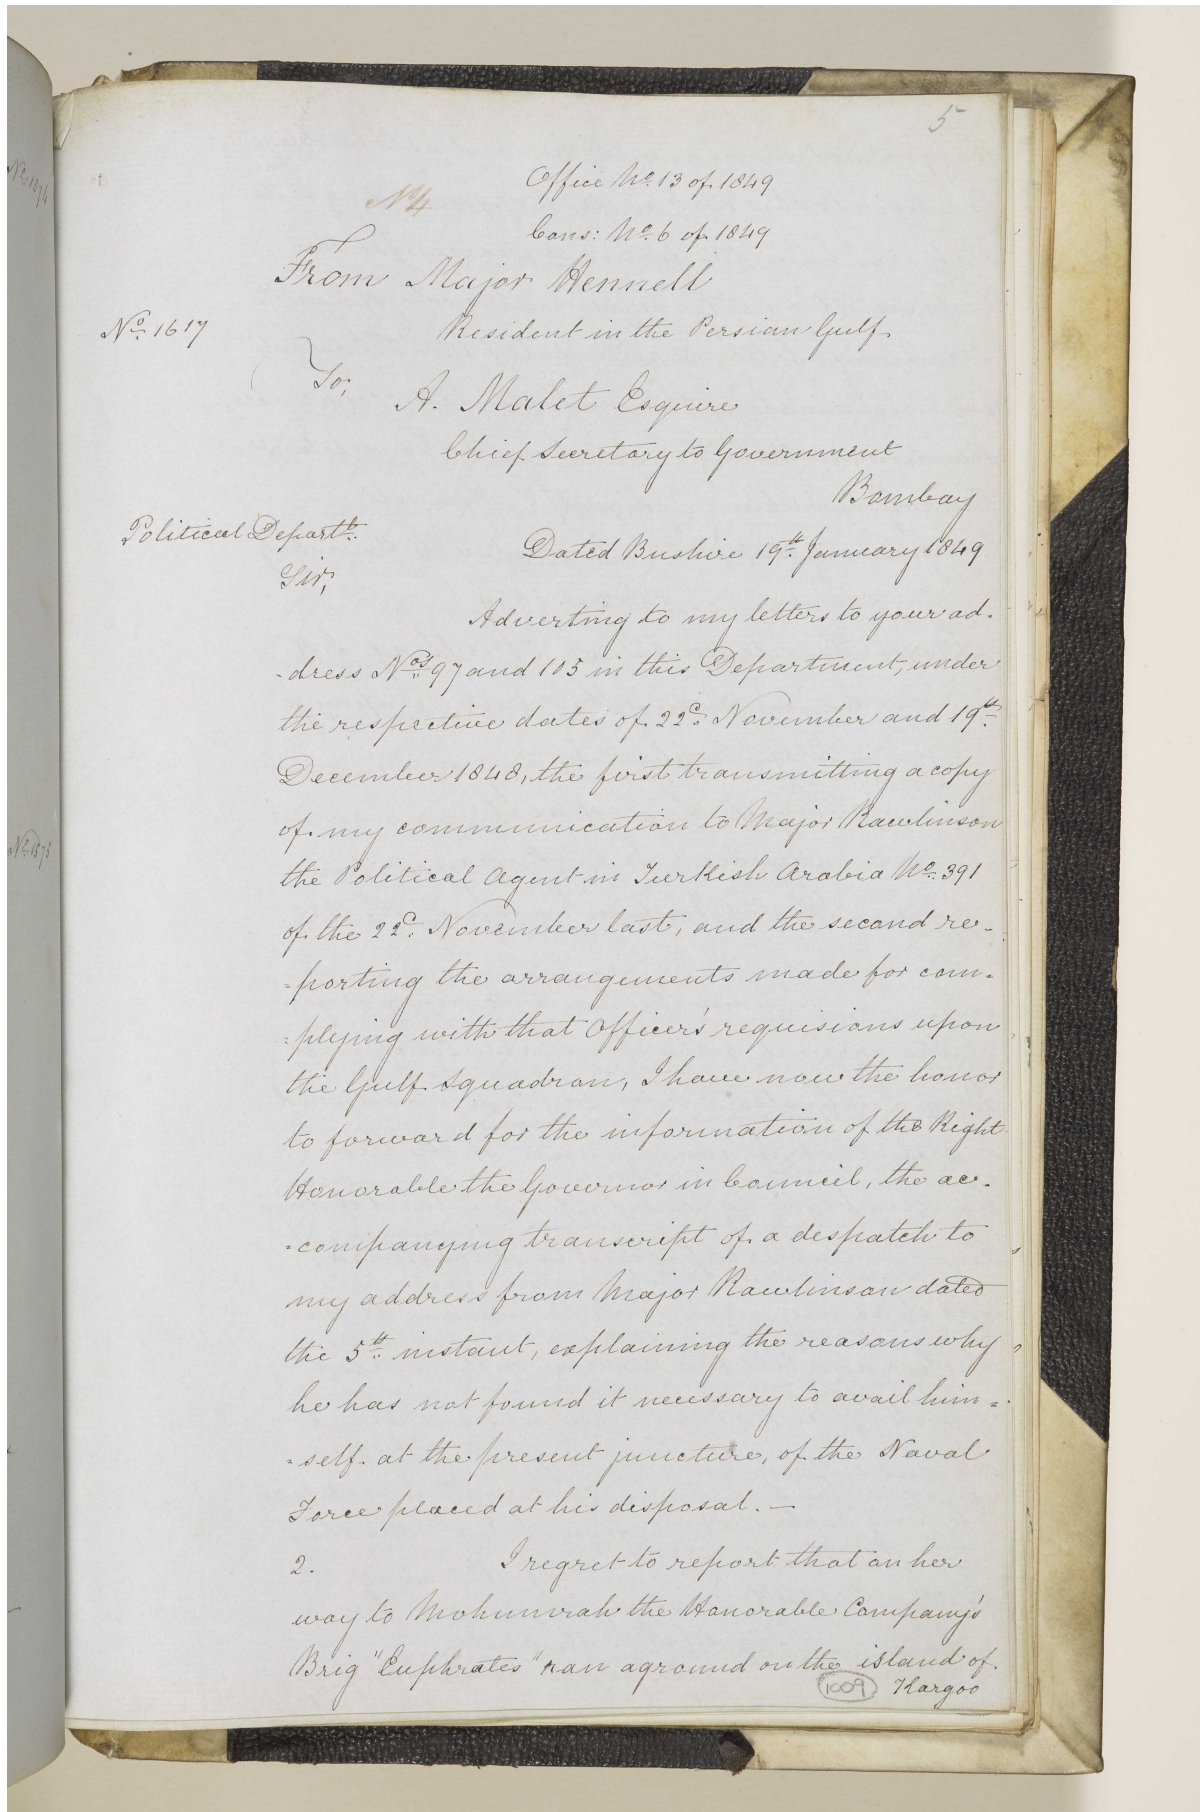 5
Office No. 13 of 1849
No 4
Cons: No. 6 of 1849
From Major Hennell
No. 1617
Resident in the Persian Gulf
To,
A. Malet Esquire
Chief Secretary to Government
Bombay
Political Departt.
Dated Bushire 19th January 1849
Sir,
Adverting to my letters to your ad-
-dress Nos 97 and 105 in this Department, under
the respective dates of 22d November and 19th
December 1848, the first transmitting a copy
of my communication to Major Rawlinson
the Political Agent in Turkish Arabia No. 391
of the 22d November last, and the second re-
-porting the arrangements made for com-
-plying with that Officer's requisions upon
the Gulf Squadron, I have now the honor
to forward for the information of the Right
Honorable the Governor in Council, the ac-
-companying transcript of a despatch to
my address from Major Rawlinson dated
the 5th instant, explaining the reasons why
he has not found it necessary to avail him-
-self at the present juncture, of the Naval
Force placed at his disposal. —
2. I regret to report that on her
way to Mohumrah the Honorable Company's
Brig "Euphrates" ran aground on the island of
1009 Kargoo
No. 1574
No. 1575